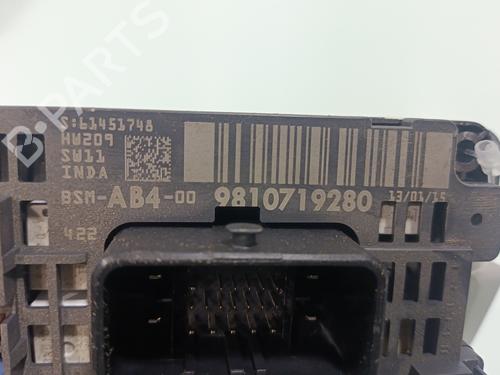 S:61451748
HW209
SW11
INDA
BSM-AB4-00 9810719280 13/01/15
422
B-PARTS